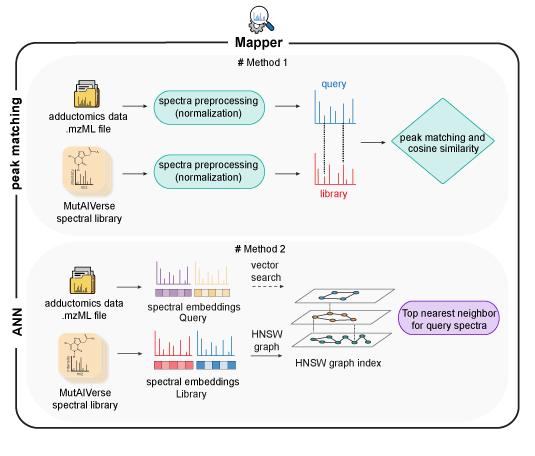 Mapper
peak matching
# Method 1
adductomics data
.mzML file
spectra preprocessing
(normalization)
query
MutAIVerse
spectral library
spectra preprocessing
(normalization)
library
peak matching and
cosine similarity
ANN
# Method 2
adductomics data
.mzML file
spectral embeddings
Query
vector
search
MutAIVerse
spectral library
spectral embeddings
Library
HNSW
graph
HNSW graph index
Top nearest neighbor
for query spectra